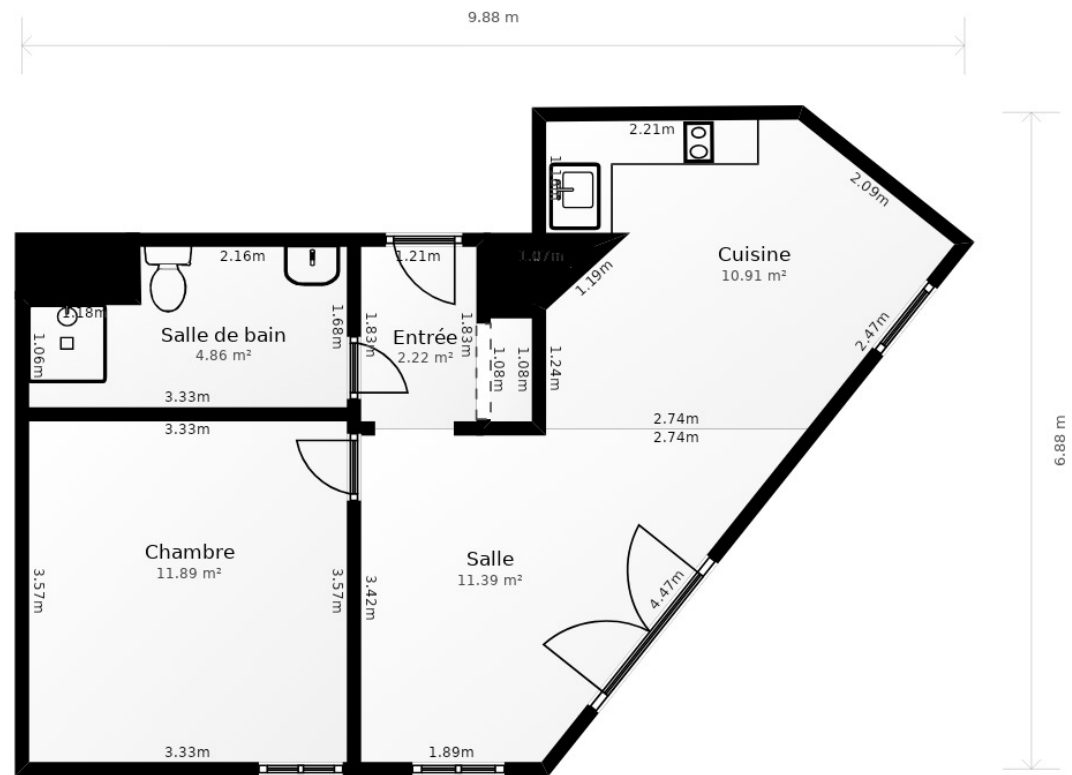 9.88 m
2.21m
2.09m
2.16m
1.21m
1.07m
1.19m
Cuisine
10.91 m²
1.18m
1.06m
Salle de bain
4.86 m²
1.68m
1.83m
Entrée
2.22 m²
1.83m
1.08m
1.08m
1.24m
2.47m
3.33m
3.33m
2.74m
2.74m
6.88 m
Chambre
11.89 m²
3.57m
3.57m
3.42m
Salle
11.39 m²
4.47m
3.33m
1.89m